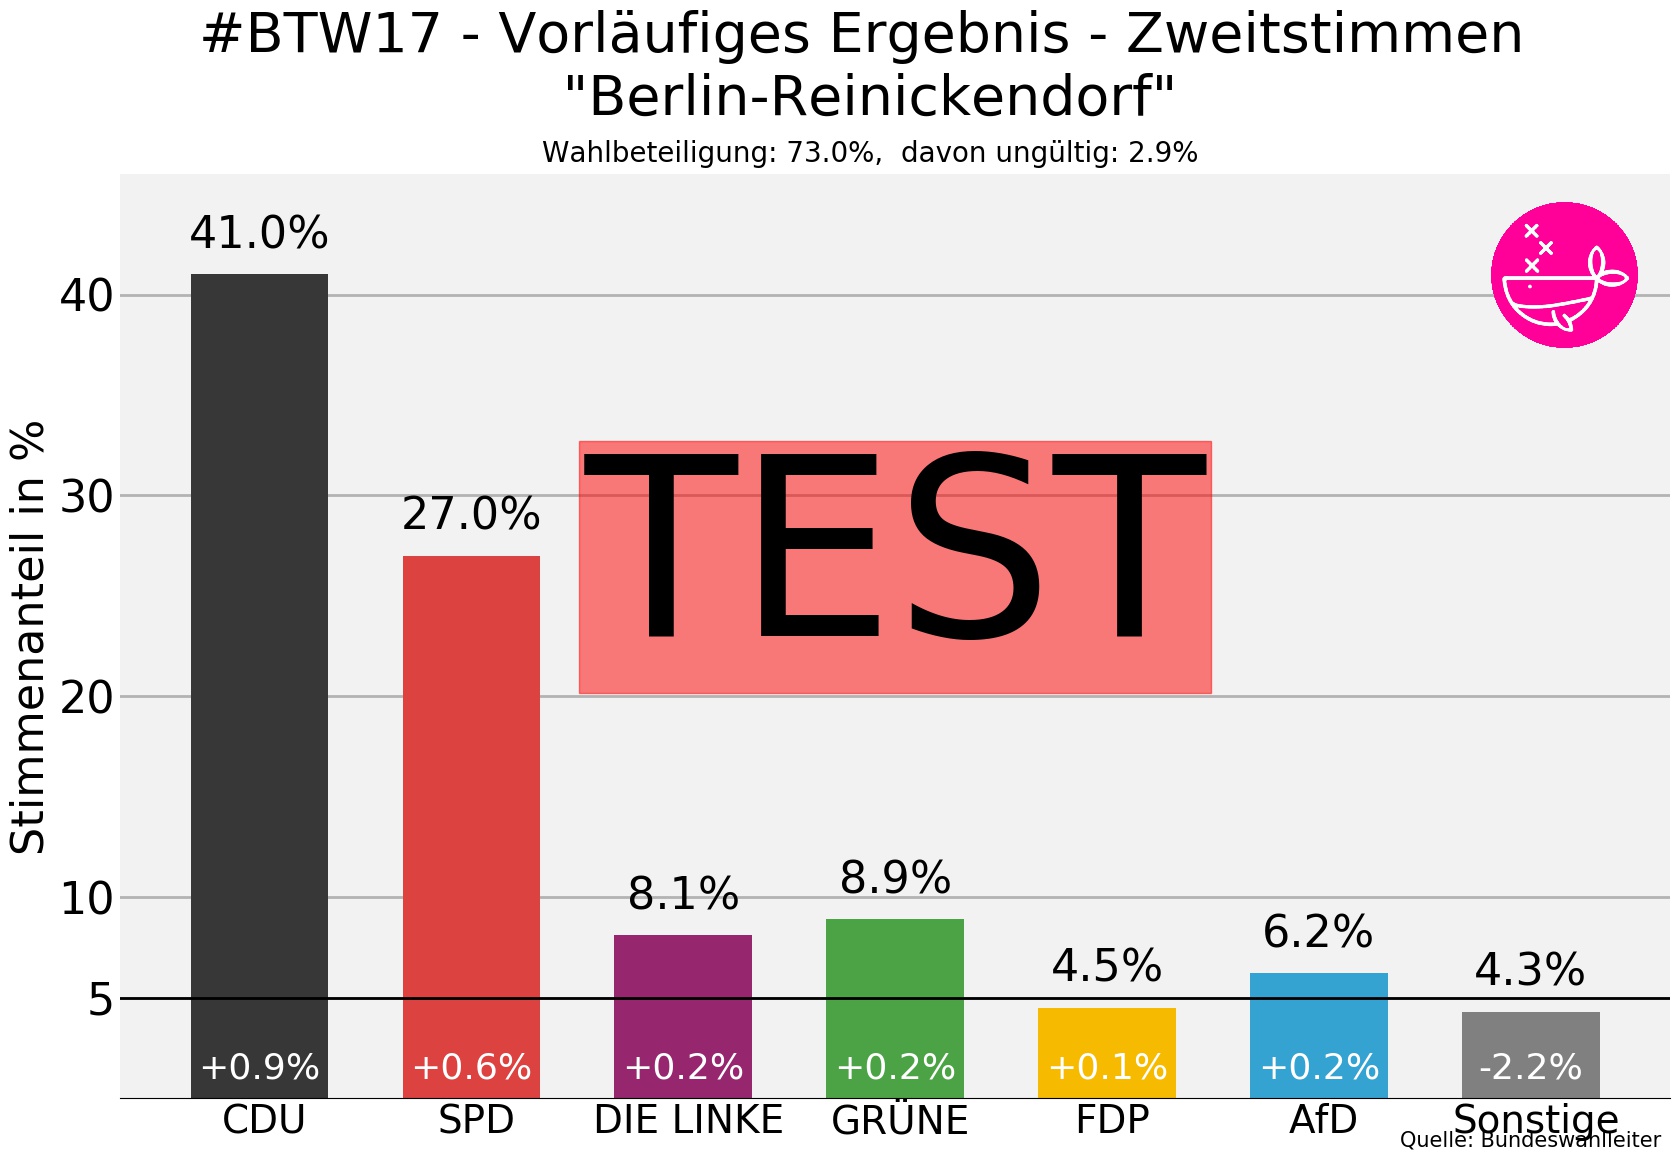 #BTW17 - Vorläufiges Ergebnis - Zweitstimmen
"Berlin-Reinickendorf"
Wahlbeteiligung: 73.0%,  davon ungültig: 2.9%
Stimmenanteil in %
40
30
20
10
5
41.0%
27.0%
8.1%
8.9%
4.5%
6.2%
4.3%
TEST
+0.9%
+0.6%
+0.2%
+0.2%
+0.1%
+0.2%
-2.2%
CDU
SPD
DIE LINKE
GRÜNE
FDP
AfD
Sonstige
Quelle: Bundeswahlleiter